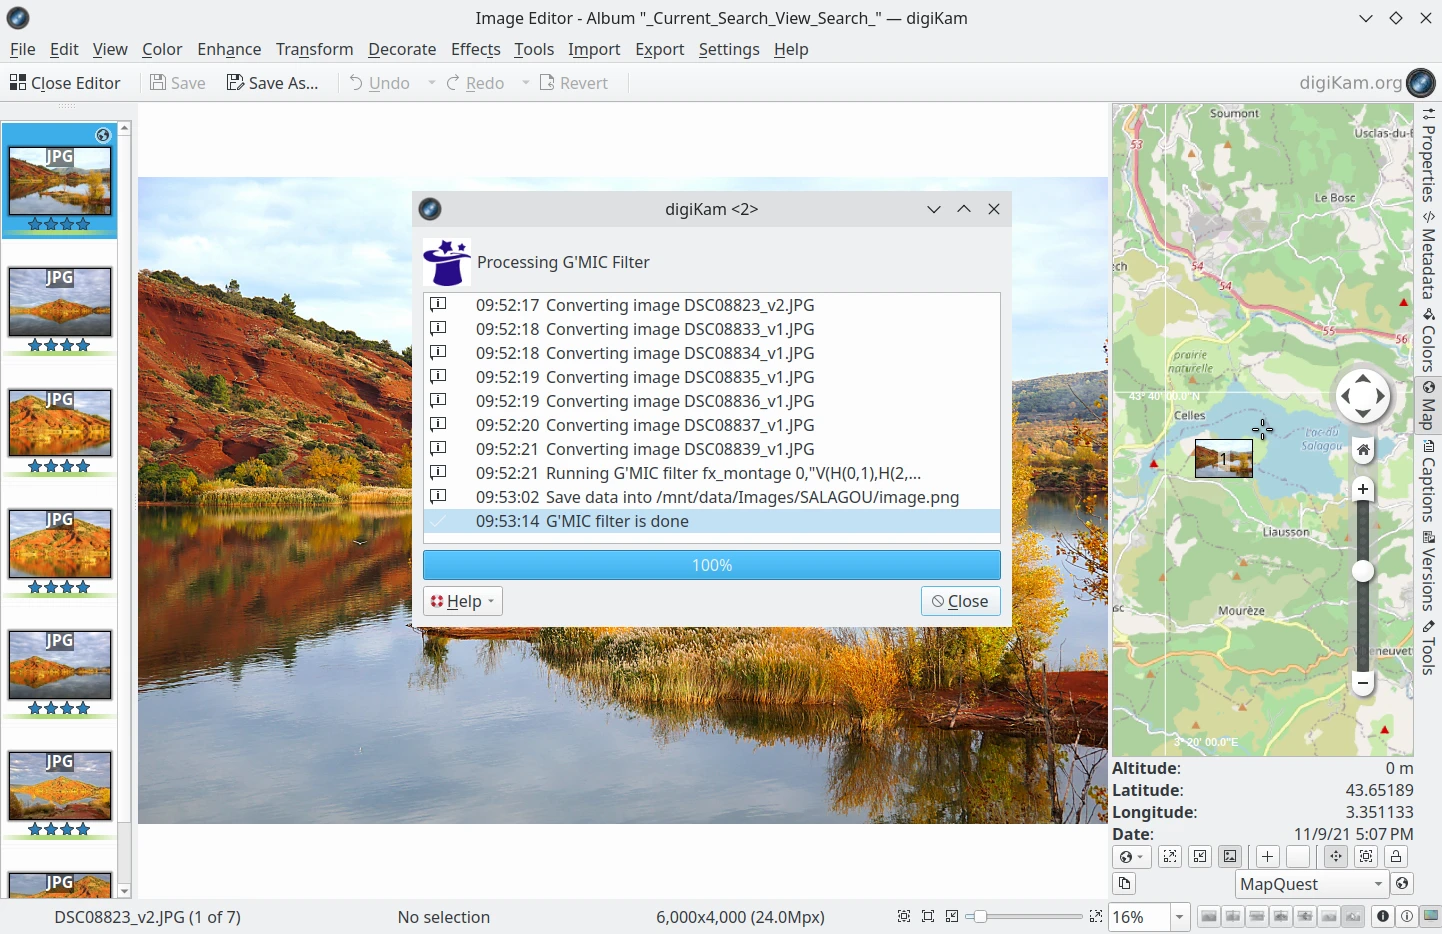 Image Editor - Album "_Current_Search_View_Search_" — digiKam
File Edit View Color Enhance Transform Decorate Effects Tools Import Export Settings Help
Close Editor Save Save As... Undo Redo Revert digiKam.org
JPG
JPG
JPG
JPG
JPG
JPG
JPG
digiKam <2>
Processing G'MIC Filter
09:52:17 Converting image DSC08823_v2.JPG
09:52:18 Converting image DSC08833_v1.JPG
09:52:18 Converting image DSC08834_v1.JPG
09:52:19 Converting image DSC08835_v1.JPG
09:52:19 Converting image DSC08836_v1.JPG
09:52:20 Converting image DSC08837_v1.JPG
09:52:21 Converting image DSC08839_v1.JPG
09:52:21 Running G'MIC filter fx_montage 0,"V(H(0,1),H(2,...
09:53:02 Save data into /mnt/data/Images/SALAGOU/image.png
09:53:14 G'MIC filter is done
100%
Help Close
Soumont
Usclas-du-B
53
Le Bosc
54
54
55
56
prairie
naturelle
43° 40' 00.0"N
Celles
Lac du
Salagou
1
Liausson
Mourèze
3° 20' 00.0"E
Properties
Metadata
Colors
Map
Captions
Versions
Tools
Altitude: 0 m
Latitude: 43.65189
Longitude: 3.351133
Date: 11/9/21 5:07 PM
MapQuest
DSC08823_v2.JPG (1 of 7) No selection 6,000x4,000 (24.0Mpx) 16%